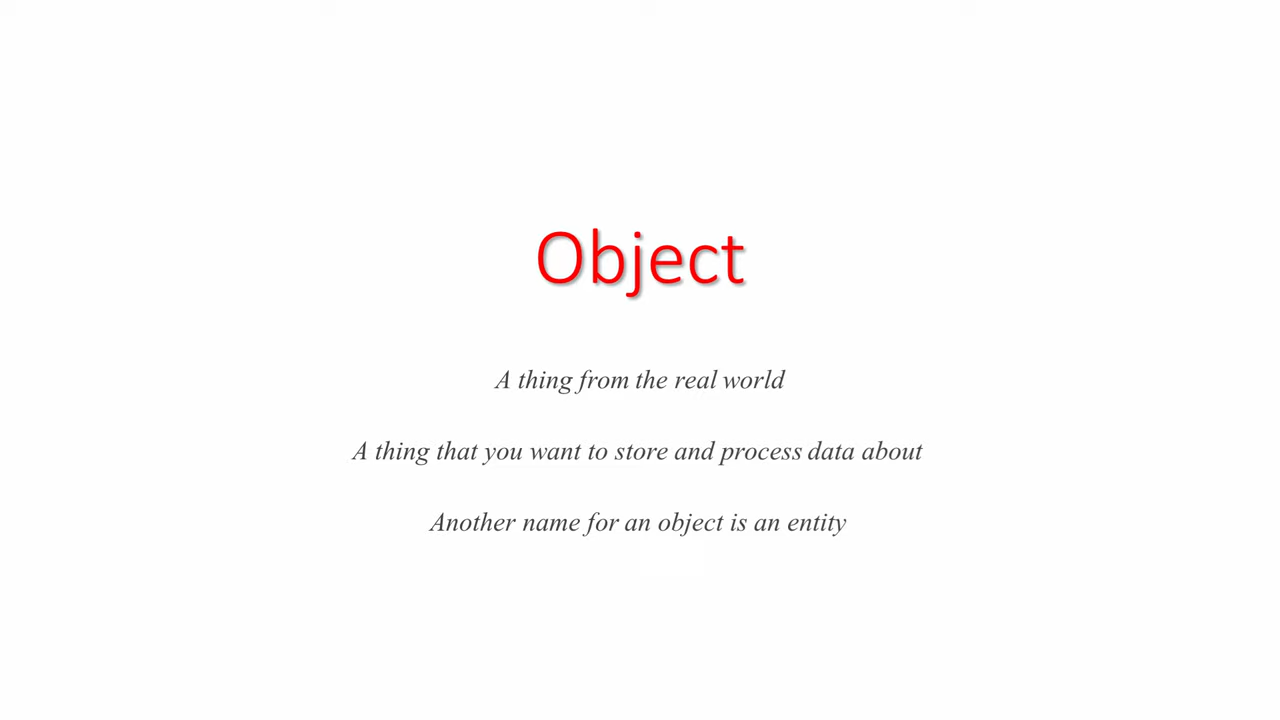 Object
A thing from the real world
A thing that you want to store and process data about
Another name for an object is an entity